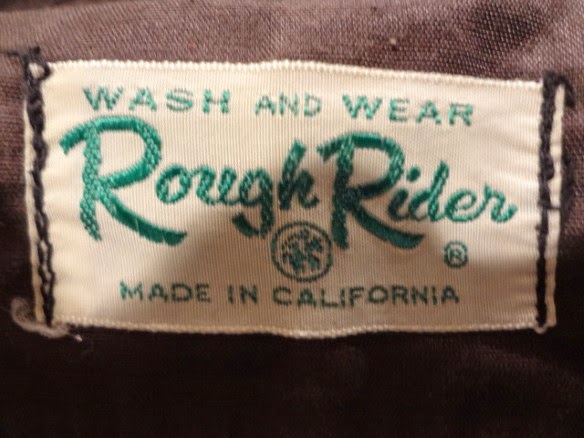 WASH AND WEAR
Rough Rider
®
MADE IN CALIFORNIA